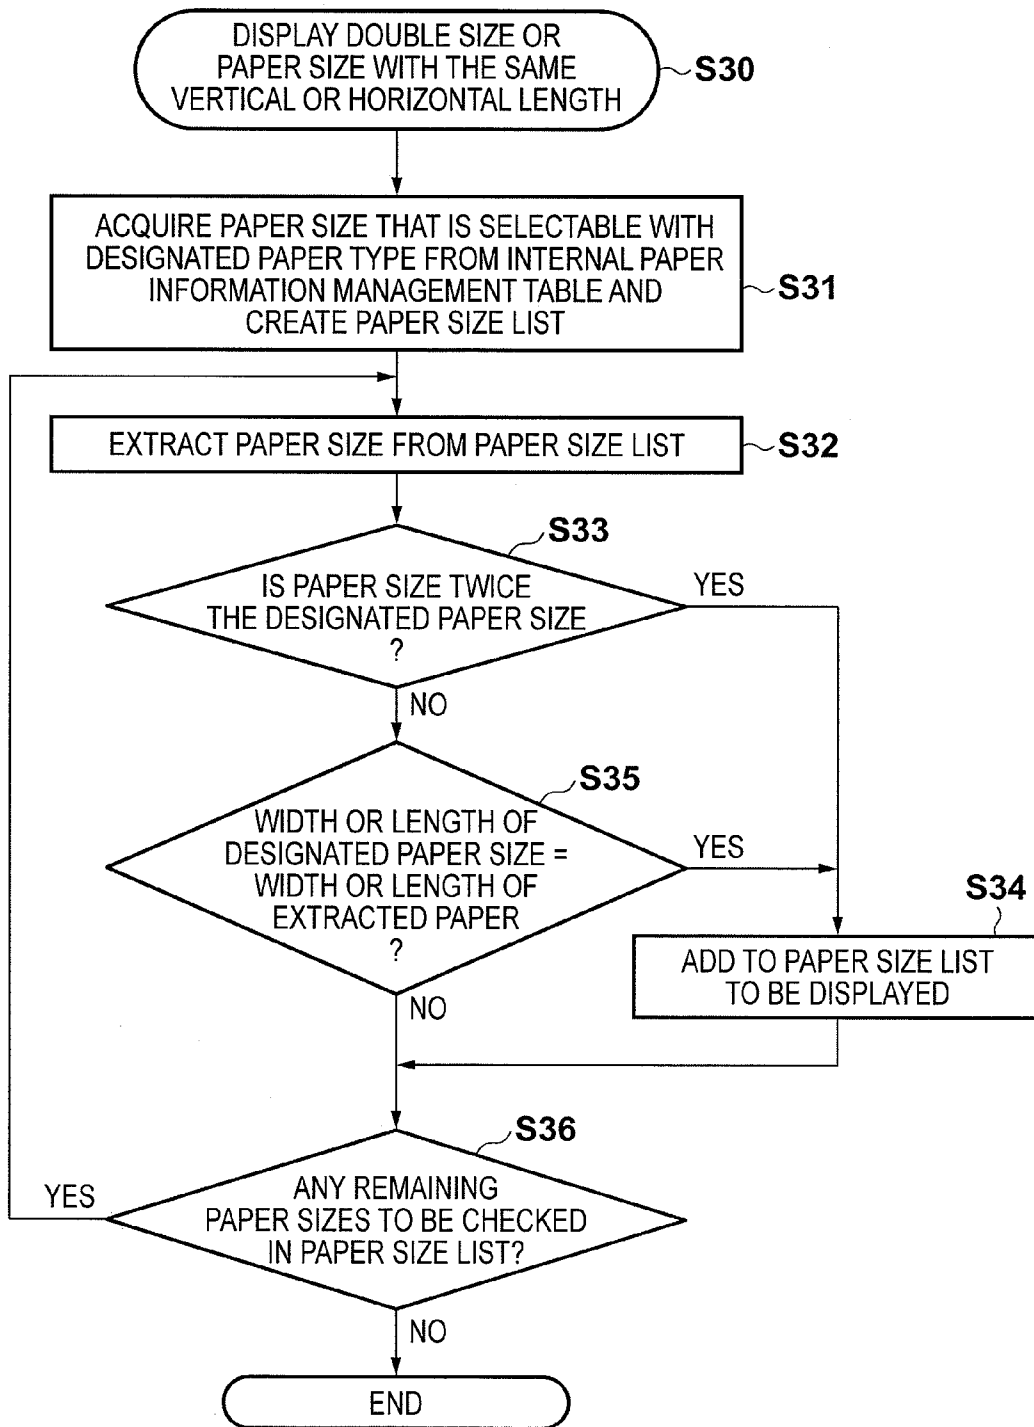 DISPLAY DOUBLE SIZE OR
PAPER SIZE WITH THE SAME
VERTICAL OR HORIZONTAL LENGTH
S30
ACQUIRE PAPER SIZE THAT IS SELECTABLE WITH
DESIGNATED PAPER TYPE FROM INTERNAL PAPER
INFORMATION MANAGEMENT TABLE AND
CREATE PAPER SIZE LIST
S31
EXTRACT PAPER SIZE FROM PAPER SIZE LIST
S32
S33
IS PAPER SIZE TWICE
THE DESIGNATED PAPER SIZE
?
YES
NO
S35
WIDTH OR LENGTH OF
DESIGNATED PAPER SIZE =
WIDTH OR LENGTH OF
EXTRACTED PAPER
?
YES
NO
S34
ADD TO PAPER SIZE LIST
TO BE DISPLAYED
S36
ANY REMAINING
PAPER SIZES TO BE CHECKED
IN PAPER SIZE LIST?
YES
NO
END